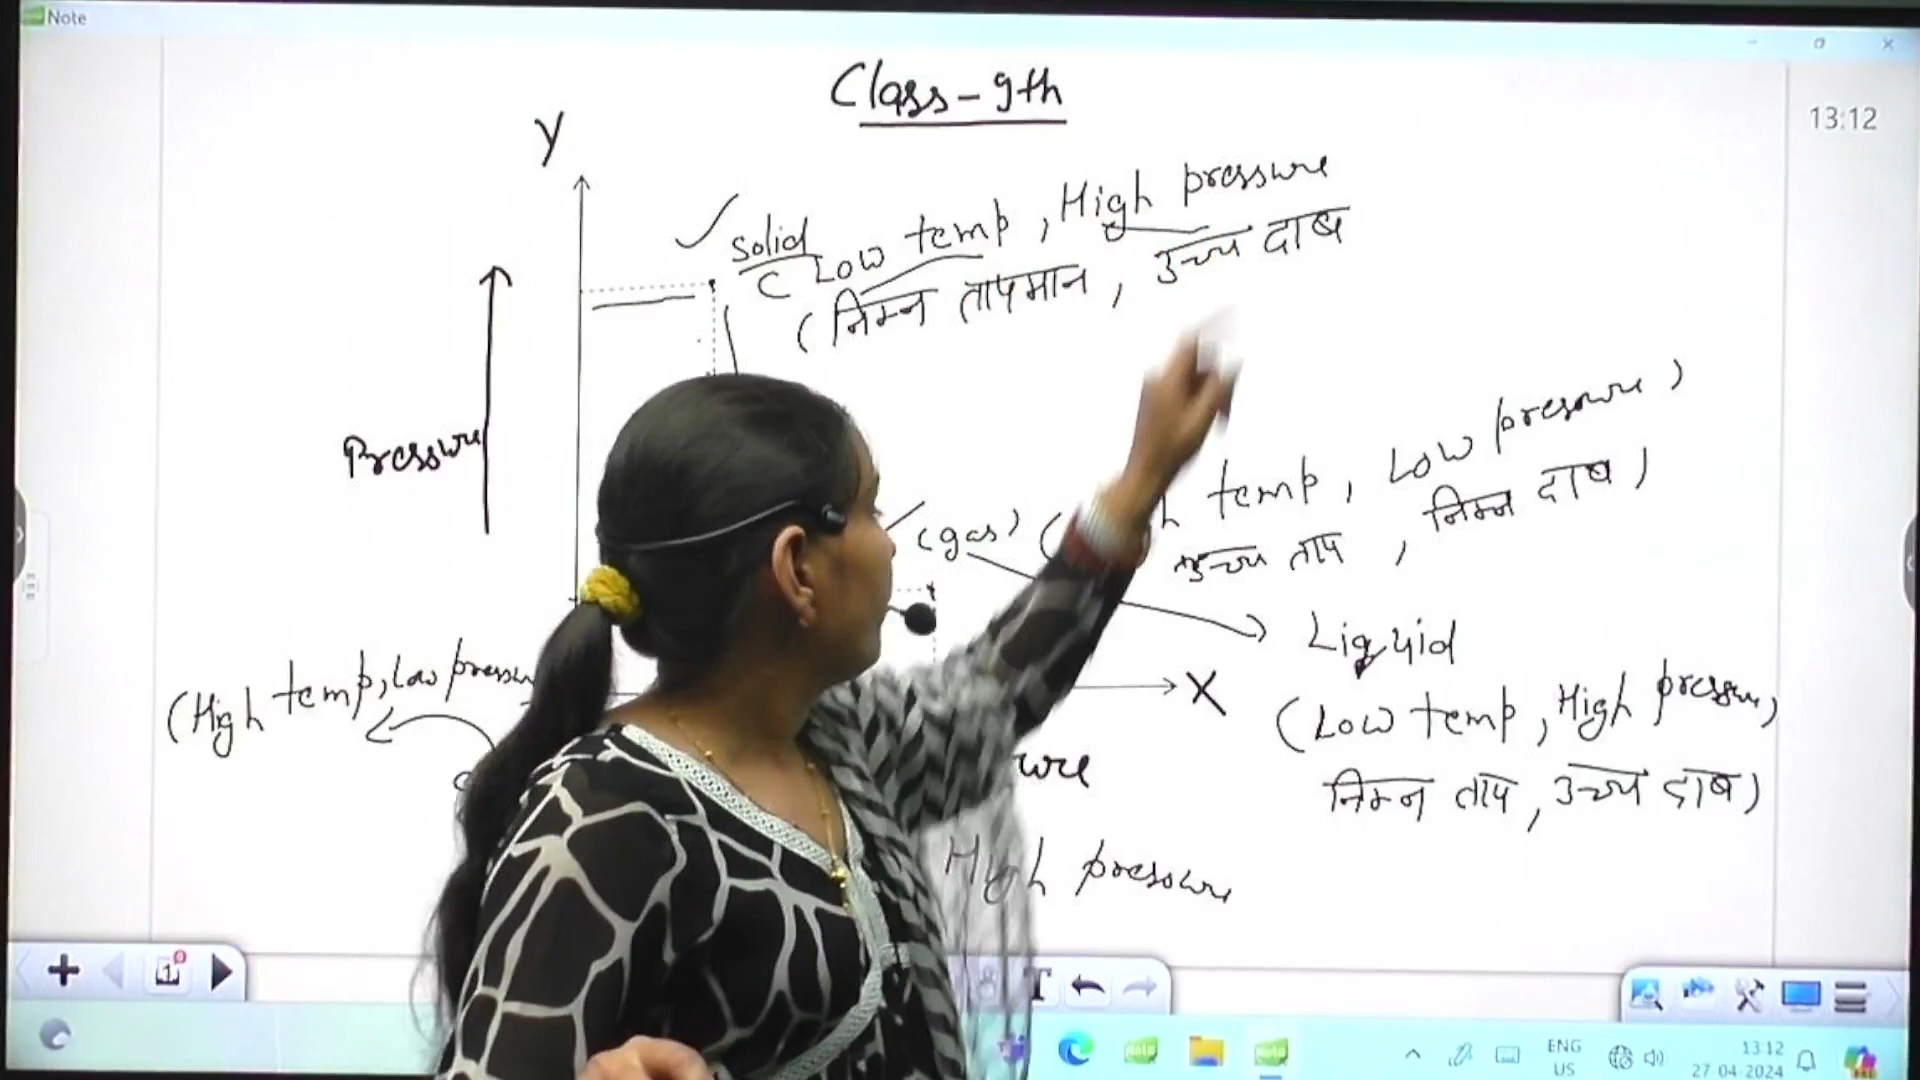 Note
Class-9th
13:12
Y
Solid
( Low temp, High pressure
(निम्न तापमान, उच्च दाब
Pressure
(gas) ( temp, Low pressure)
उच्च ताप, निम्न दाब)
Liquid
(High temp, Low pressure
X
(Low temp, High pressure,
निम्न ताप, उच्च दाब)
High pressure
1
T
ENG
US
13:12
27-04-2024